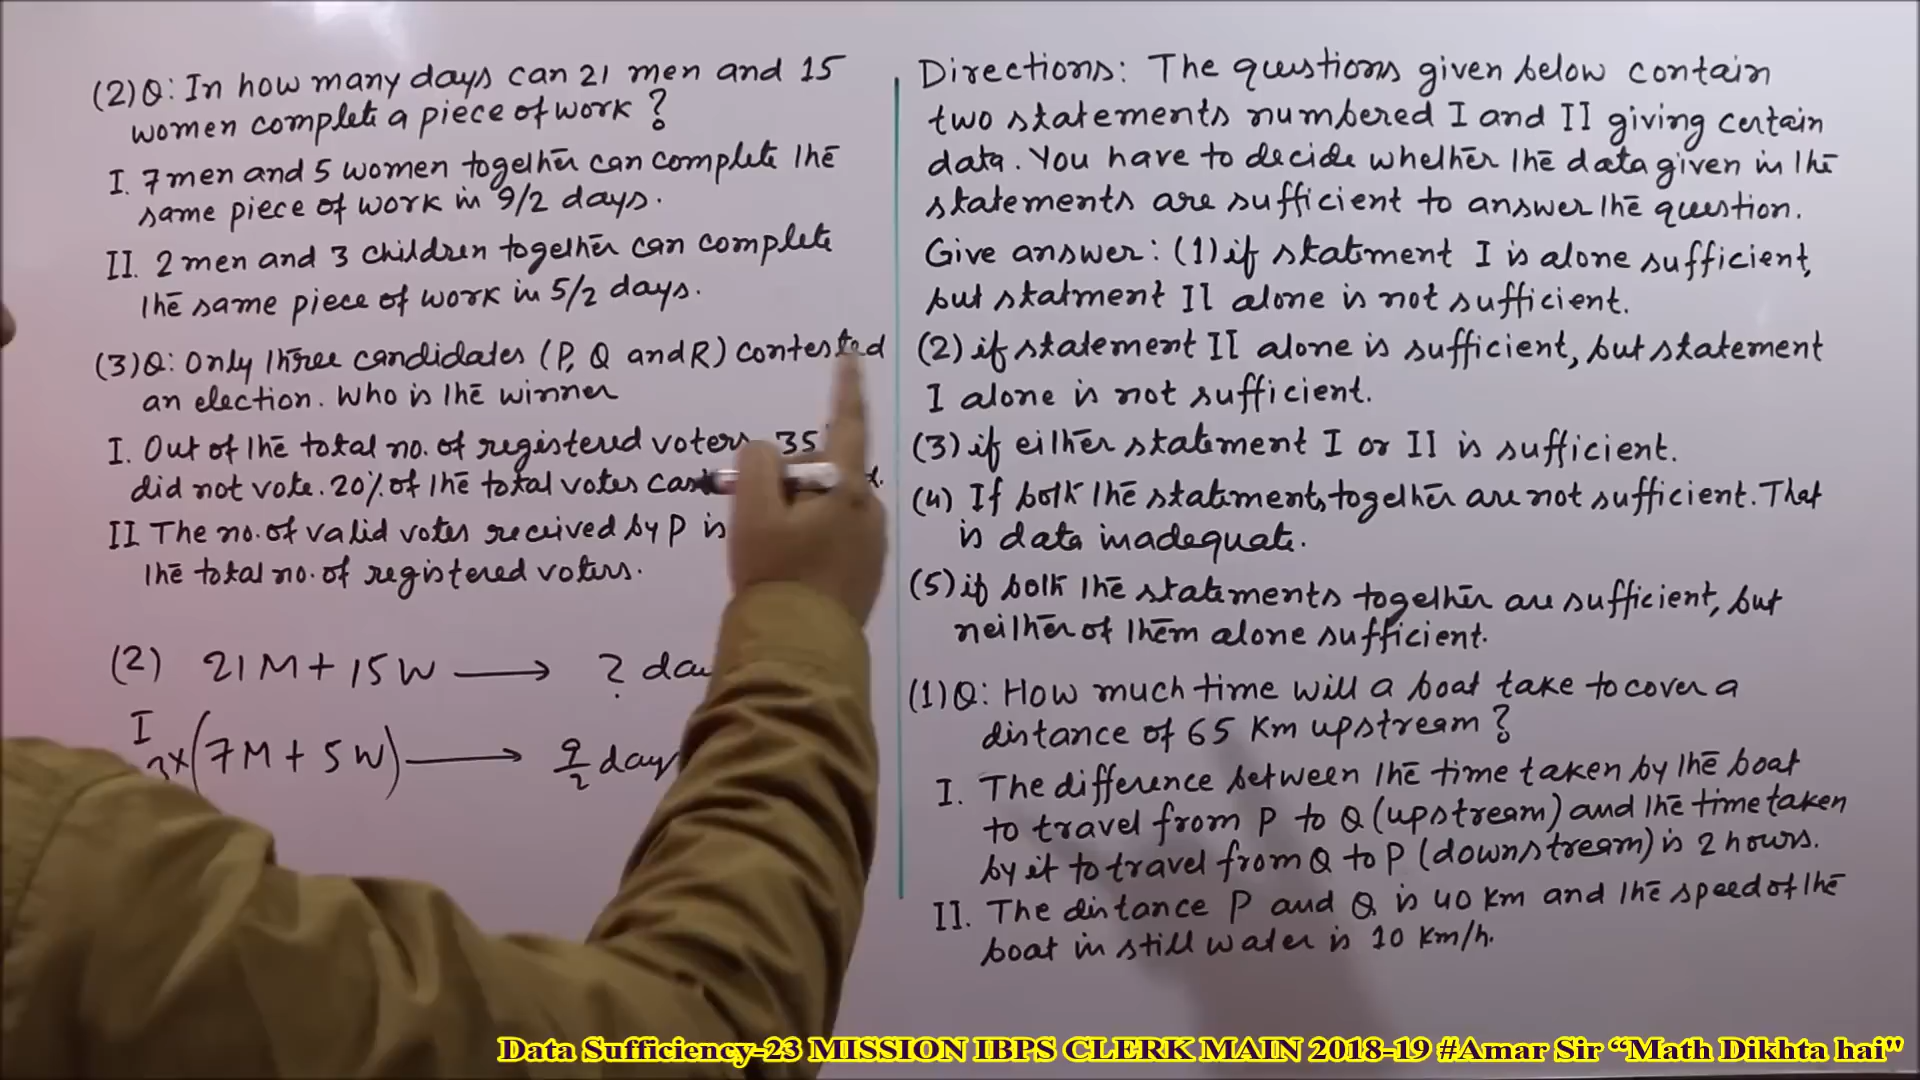 (2) Q: In how many days can 21 men and 15
women complete a piece of work ?
I. 7 men and 5 women together can complete the
same piece of work in 9/2 days.
II. 2 men and 3 children together can complete
the same piece of work in 5/2 days.
(3) Q: Only three candidates (P, Q and R) contested
an election. Who is the winner
I. Out of the total no. of registered voters, 35
did not vote. 20% of the total votes cast
II The no. of valid votes received by P is
the total no. of registered voters.
(2) 21M + 15W ⟶ ? day
I
3x(7M + 5W) ⟶ 9/2 days
Directions: The questions given below contain
two statements numbered I and II giving certain
data. You have to decide whether the data given in the
statements are sufficient to answer the question.
Give answer: (1) if statement I is alone sufficient,
but statment II alone is not sufficient.
(2) if statement II alone is sufficient, but statement
I alone is not sufficient.
(3) if either statement I or II is sufficient.
(4) If both the statements together are not sufficient. That
is data inadequate.
(5) if both the statements together are sufficient, but
neither of them alone sufficient.
(1) Q: How much time will a boat take to cover a
distance of 65 Km upstream ?
I. The difference between the time taken by the boat
to travel from P to Q (upstream) and the time taken
by it to travel from Q to P (downstream) is 2 hours.
II. The distance P and Q is 40 km and the speed of the
boat in still water is 10 km/h.
Data Sufficiency-23 MISSION IBPS CLERK MAIN 2018-19 #Amar Sir “Math Dikhta hai"